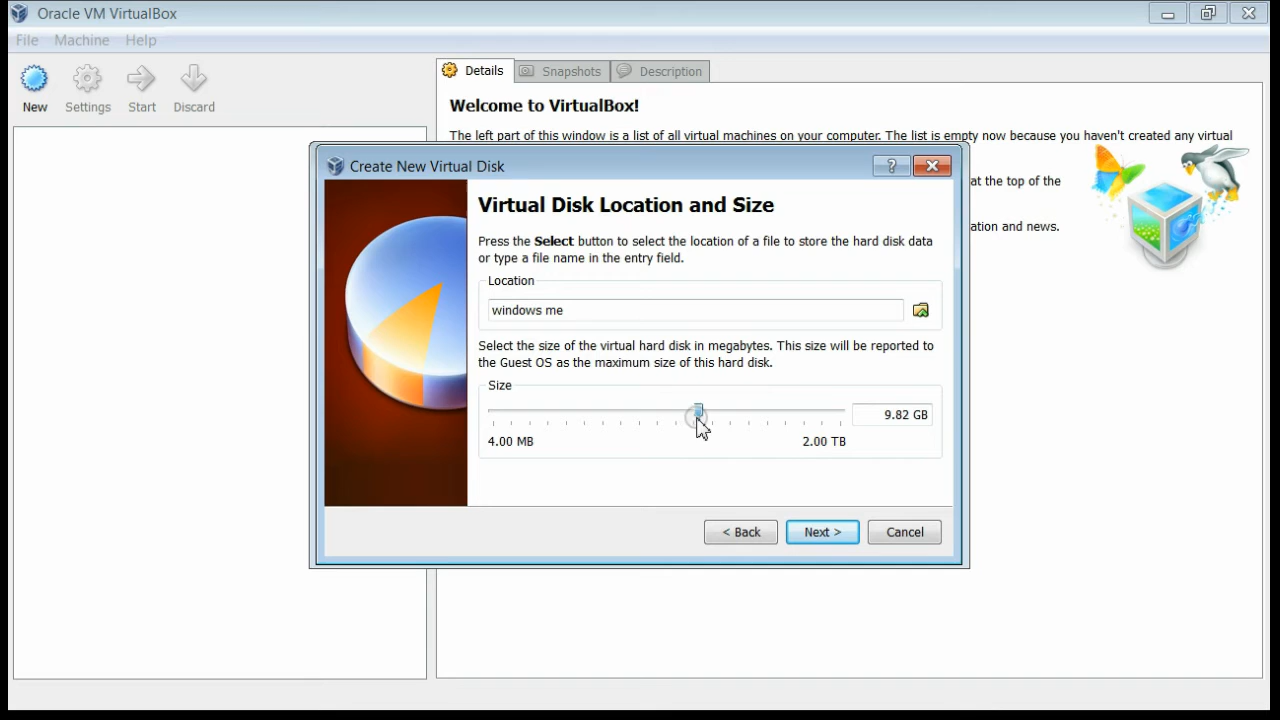 Oracle VM VirtualBox
File Machine Help
New Settings Start Discard
Details Snapshots Description
Welcome to VirtualBox!
The left part of this window is a list of all virtual machines on your computer. The list is empty now because you haven't created any virtual
at the top of the
ation and news.
Create New Virtual Disk
?
Virtual Disk Location and Size
Press the Select button to select the location of a file to store the hard disk data
or type a file name in the entry field.
Location
windows me
Select the size of the virtual hard disk in megabytes. This size will be reported to
the Guest OS as the maximum size of this hard disk.
Size
9.82 GB
4.00 MB 2.00 TB
< Back Next > Cancel